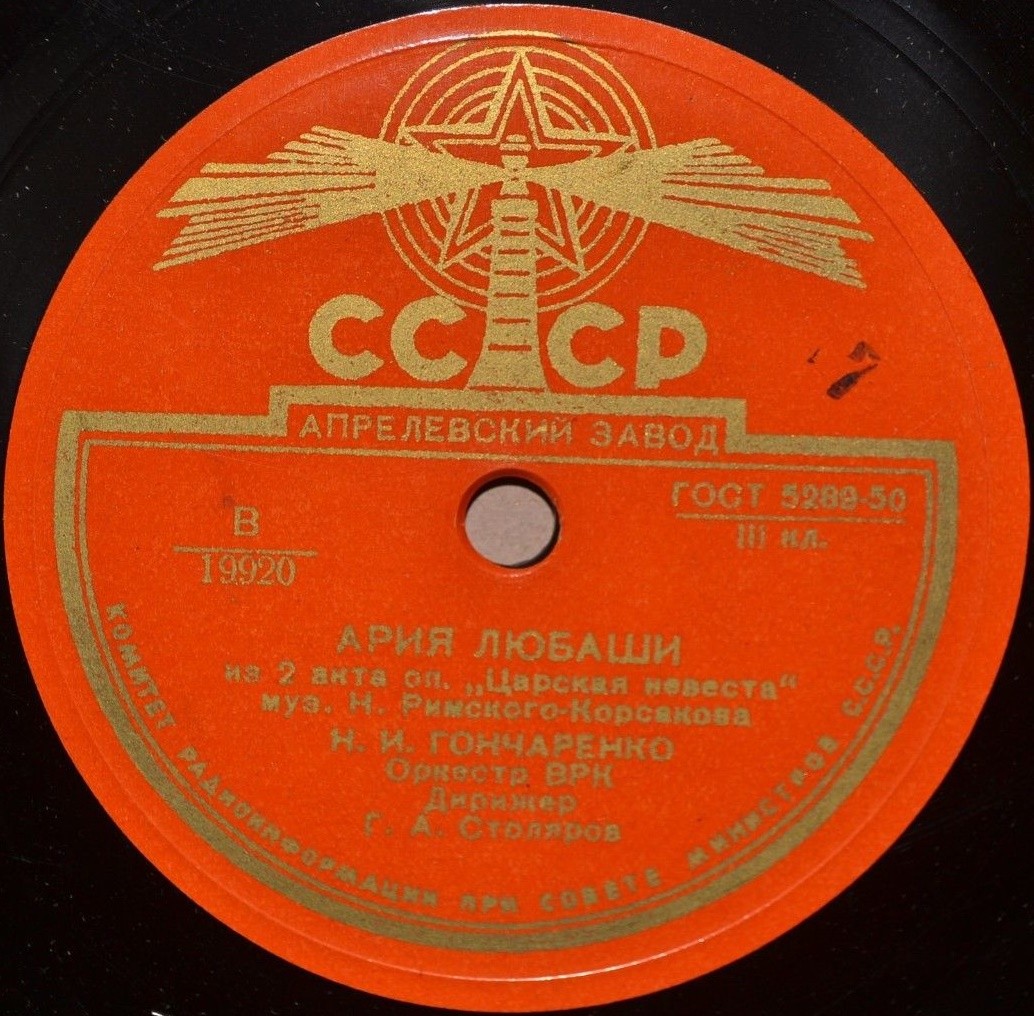 СССР
АПРЕЛЕВСКИЙ ЗАВОД
ГОСТ 5289-50
III кл.
В
19920
АРИЯ ЛЮБАШИ
из 2 акта оп. „Царская невеста“
муз. Н. Римского-Корсакова
Н. И. ГОНЧАРЕНКО
Оркестр ВРК
Дирижер
Г. А. Столяров
КОМИТЕТ РАДИОИНФОРМАЦИИ ПРИ СОВЕТЕ МИНИСТРОВ С.С.С.Р.